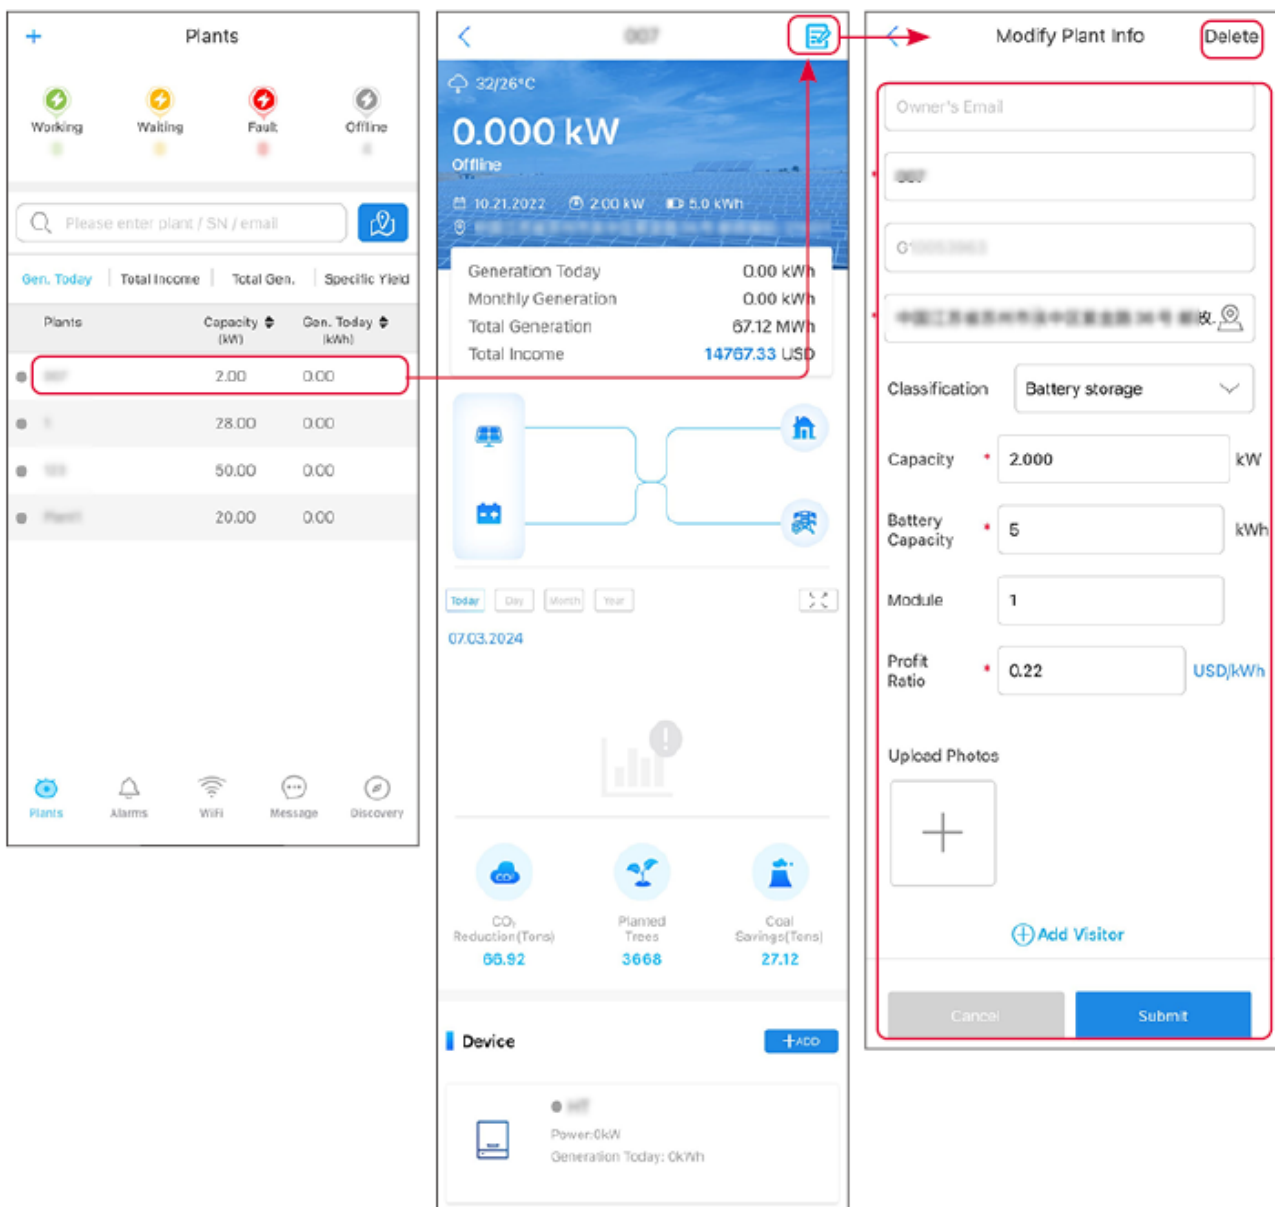 Plants
Working
Waiting
Fault
Offline
Please enter plant / SN / email
Gen. Today
Total Income
Total Gen.
Specific Yield
Plants
Capacity
(kW)
Gen. Today
(kWh)
2.00 0.00
28.00 0.00
50.00 0.00
20.00 0.00
Plants
Alarms
WiFi
Message
Discovery
007
32/26°C
0.000 kW
Offline
10.21.2022 2.00 kW 5.0 kWh
Generation Today 0.00 kWh
Monthly Generation 0.00 kWh
Total Generation 67.12 MWh
Total Income 14767.33 USD
Today Day Month Year
07.03.2024
CO₂
Reduction(Tons)
66.92
Planted
Trees
3668
Coal
Savings(Tons)
27.12
Device
ADD
HT
Power:0kW
Generation Today: 0kWh
Modify Plant Info
Delete
Owner's Email
* 007
*
Classification Battery storage
Capacity * 2.000 kW
Battery
Capacity
* 5 kWh
Module 1
Profit
Ratio
* 0.22 USD/kWh
Upload Photos
Add Visitor
Cancel
Submit